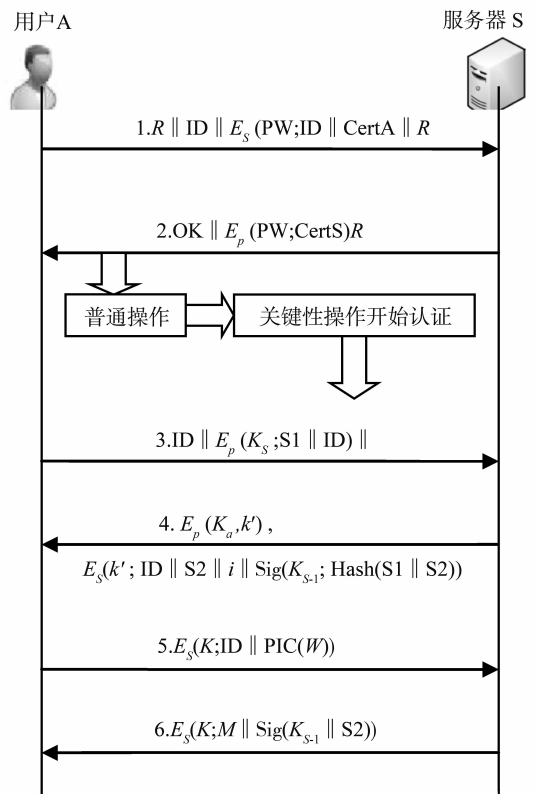 用户A
服务器 S
1.R‖ID‖E_S (PW;ID‖CertA‖R
2.OK‖E_p (PW;CertS)R
普通操作
关键性操作开始认证
3.ID‖E_p (K_S ;S1‖ID)‖
4. E_p (K_a,k′) ,
E_S(k′; ID‖S2‖i‖Sig(K_S-1; Hash(S1‖S2))
5.E_S(K;ID‖PIC(W))
6.E_S(K;M‖Sig(K_S-1‖S2))